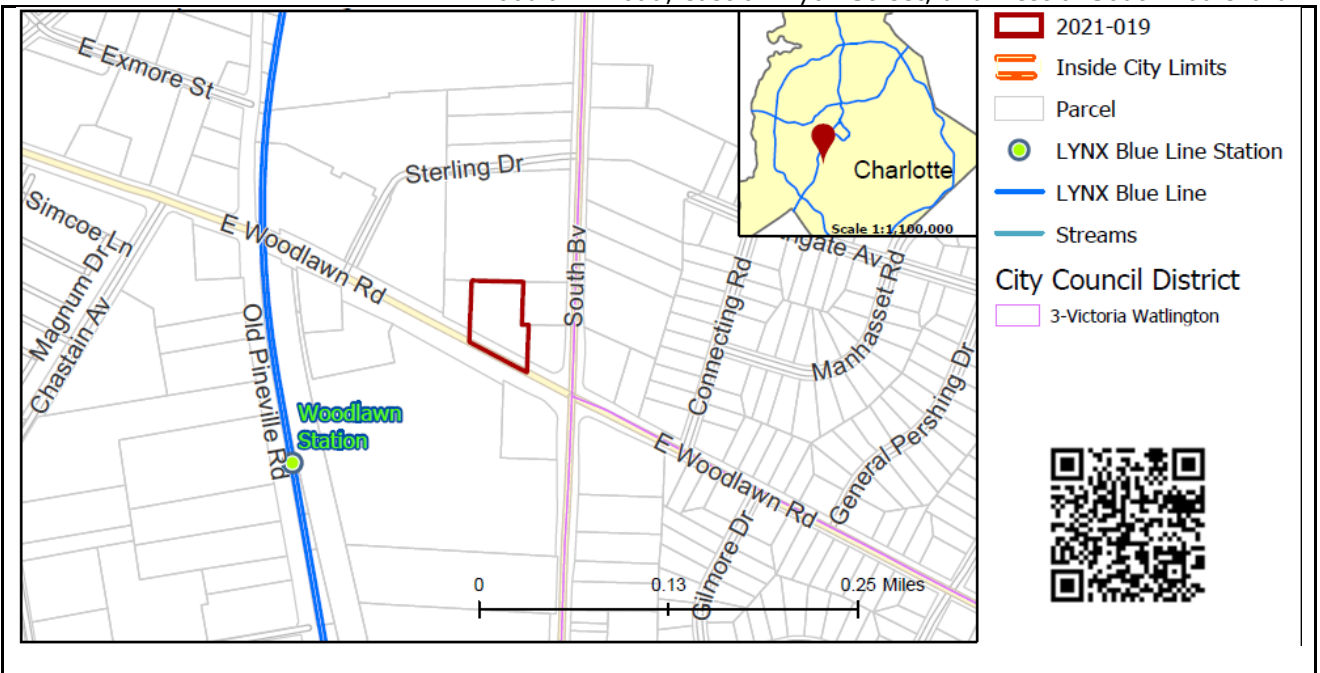 2021-019
Inside City Limits
Parcel
LYNX Blue Line Station
LYNX Blue Line
Streams
City Council District
3-Victoria Watlington
E Exmore St
Sterling Dr
Simcoe Ln
Magnum Dr
Chastain Av
E Woodlawn Rd
Old Pineville Rd
Woodlawn
Station
South Bv
Charlotte
Scale 1:1,100,000
Connecting Rd
Manhasset Rd
General Pershing Dr
E Woodlawn Rd
Gilmore Dr
0 0.13 0.25 Miles